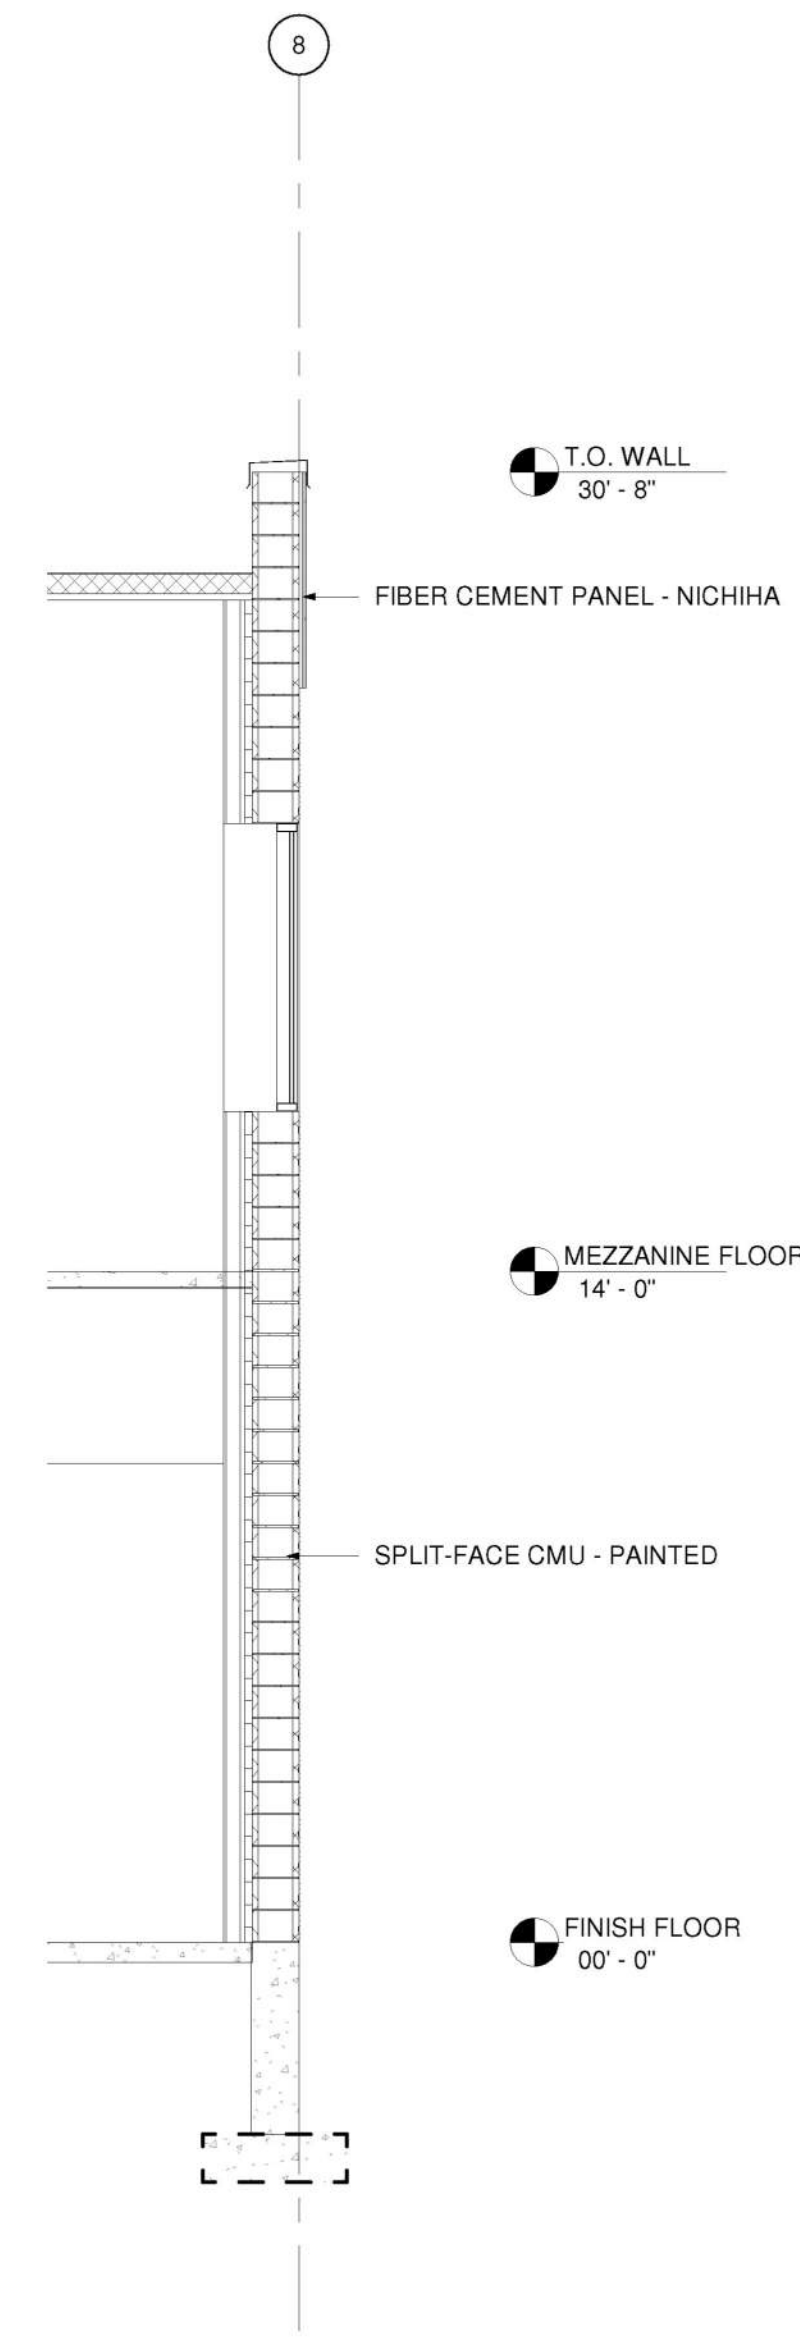 8
T.O. WALL
30' - 8"
FIBER CEMENT PANEL - NICHIHA
MEZZANINE FLOOR
14' - 0"
SPLIT-FACE CMU - PAINTED
FINISH FLOOR
00' - 0"